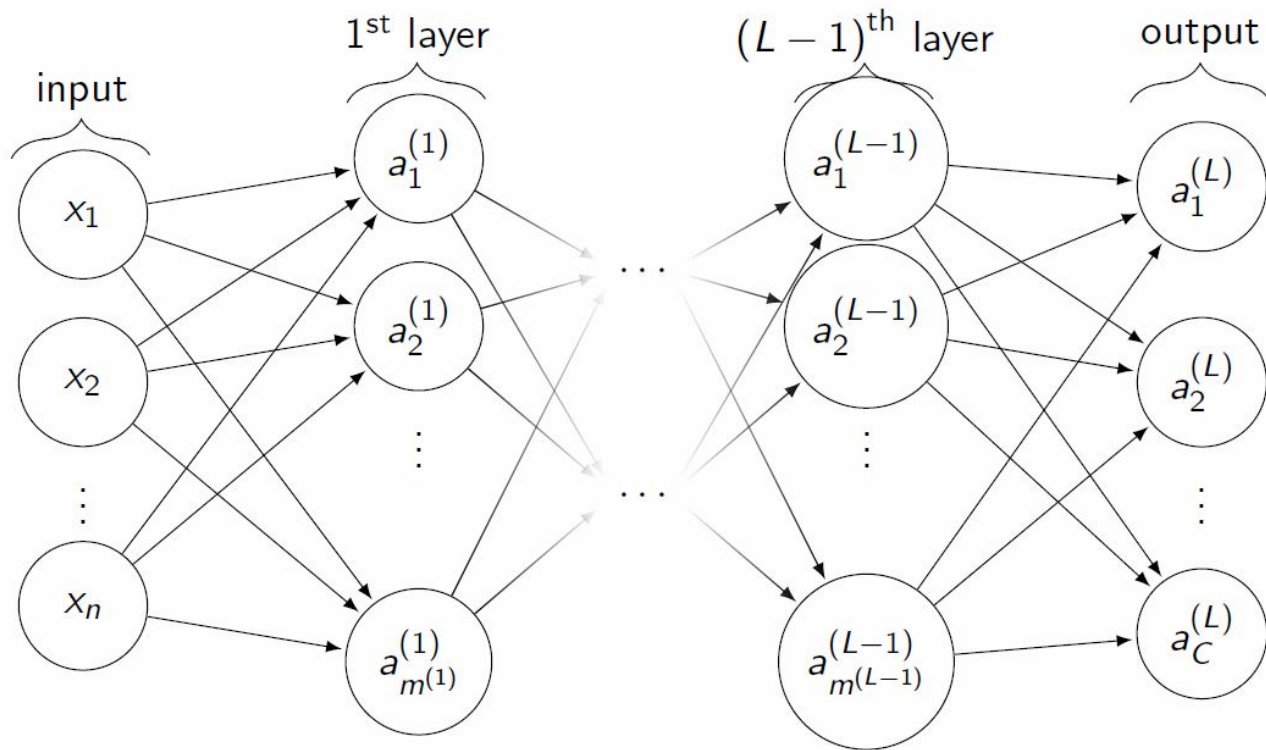 input
1st layer
(L − 1)th layer
output
x1
x2
⋮
xn
a1(1)
a2(1)
⋮
am(1)(1)
...
...
a1(L−1)
a2(L−1)
⋮
am(L−1)(L−1)
a1(L)
a2(L)
⋮
aC(L)